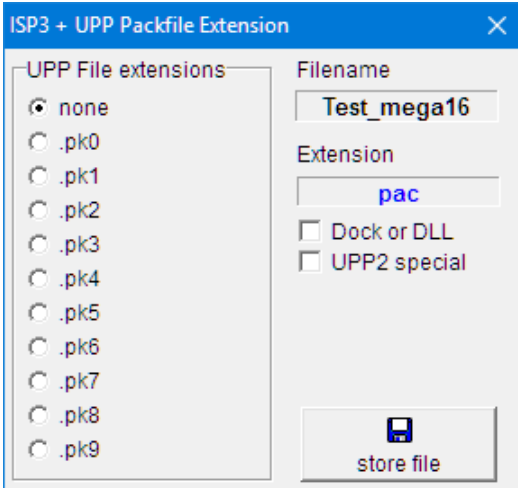 ISP3 + UPP Packfile Extension
UPP File extensions
none
.pk0
.pk1
.pk2
.pk3
.pk4
.pk5
.pk6
.pk7
.pk8
.pk9
Filename
Test_mega16
Extension
pac
Dock or DLL
UPP2 special
store file